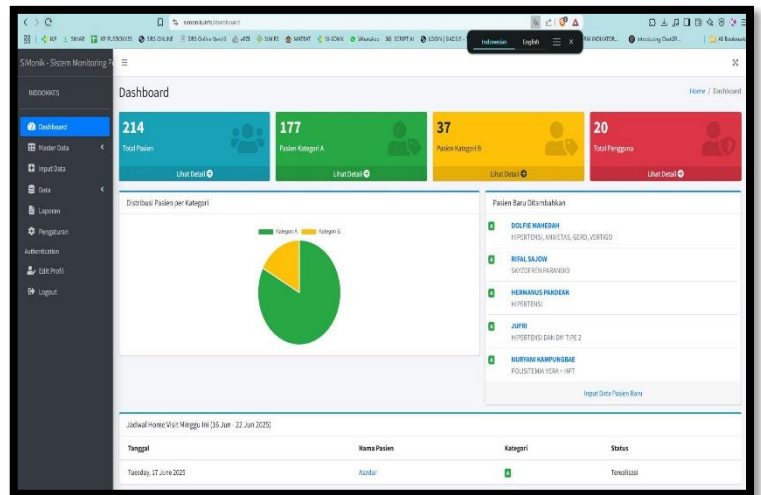 SiMonik - Sistem Monitoring P
Indonesian English
All Bookmarks
RIDDOKKES
Dashboard
Master Data
Input Data
Data
Laporan
Pengaturan
Authentication
Edit Profil
Logout
Dashboard
Home / Dashboard
214
Total Pasien
Lihat Detail
177
Pasien Kategori A
Lihat Detail
37
Pasien Kategori B
Lihat Detail
20
Total Pengguna
Lihat Detail
Distribusi Pasien per Kategori
Kategori A Kategori B
Pasien Baru Ditambahkan
A DOLFIE MAHEDAH
HIPERTENSI, ANXIETAS, GERD, VERTIGO
A RIFAL SAJOW
SKIZOFREN PARANOID
A HERMANUS PANDEAN
HIPERTENSI
A JUFRI
HIPERTENSI DAN DM TIPE 2
A NURYANI KAMPUNGBAE
POLISITEMIA VERA + HPT
Input Data Pasien Baru
Jadwal Home Visit Minggu Ini (16 Jun - 22 Jun 2025)
Tanggal Nama Pasien Kategori Status
Tuesday, 17 June 2025 A Terealisasi